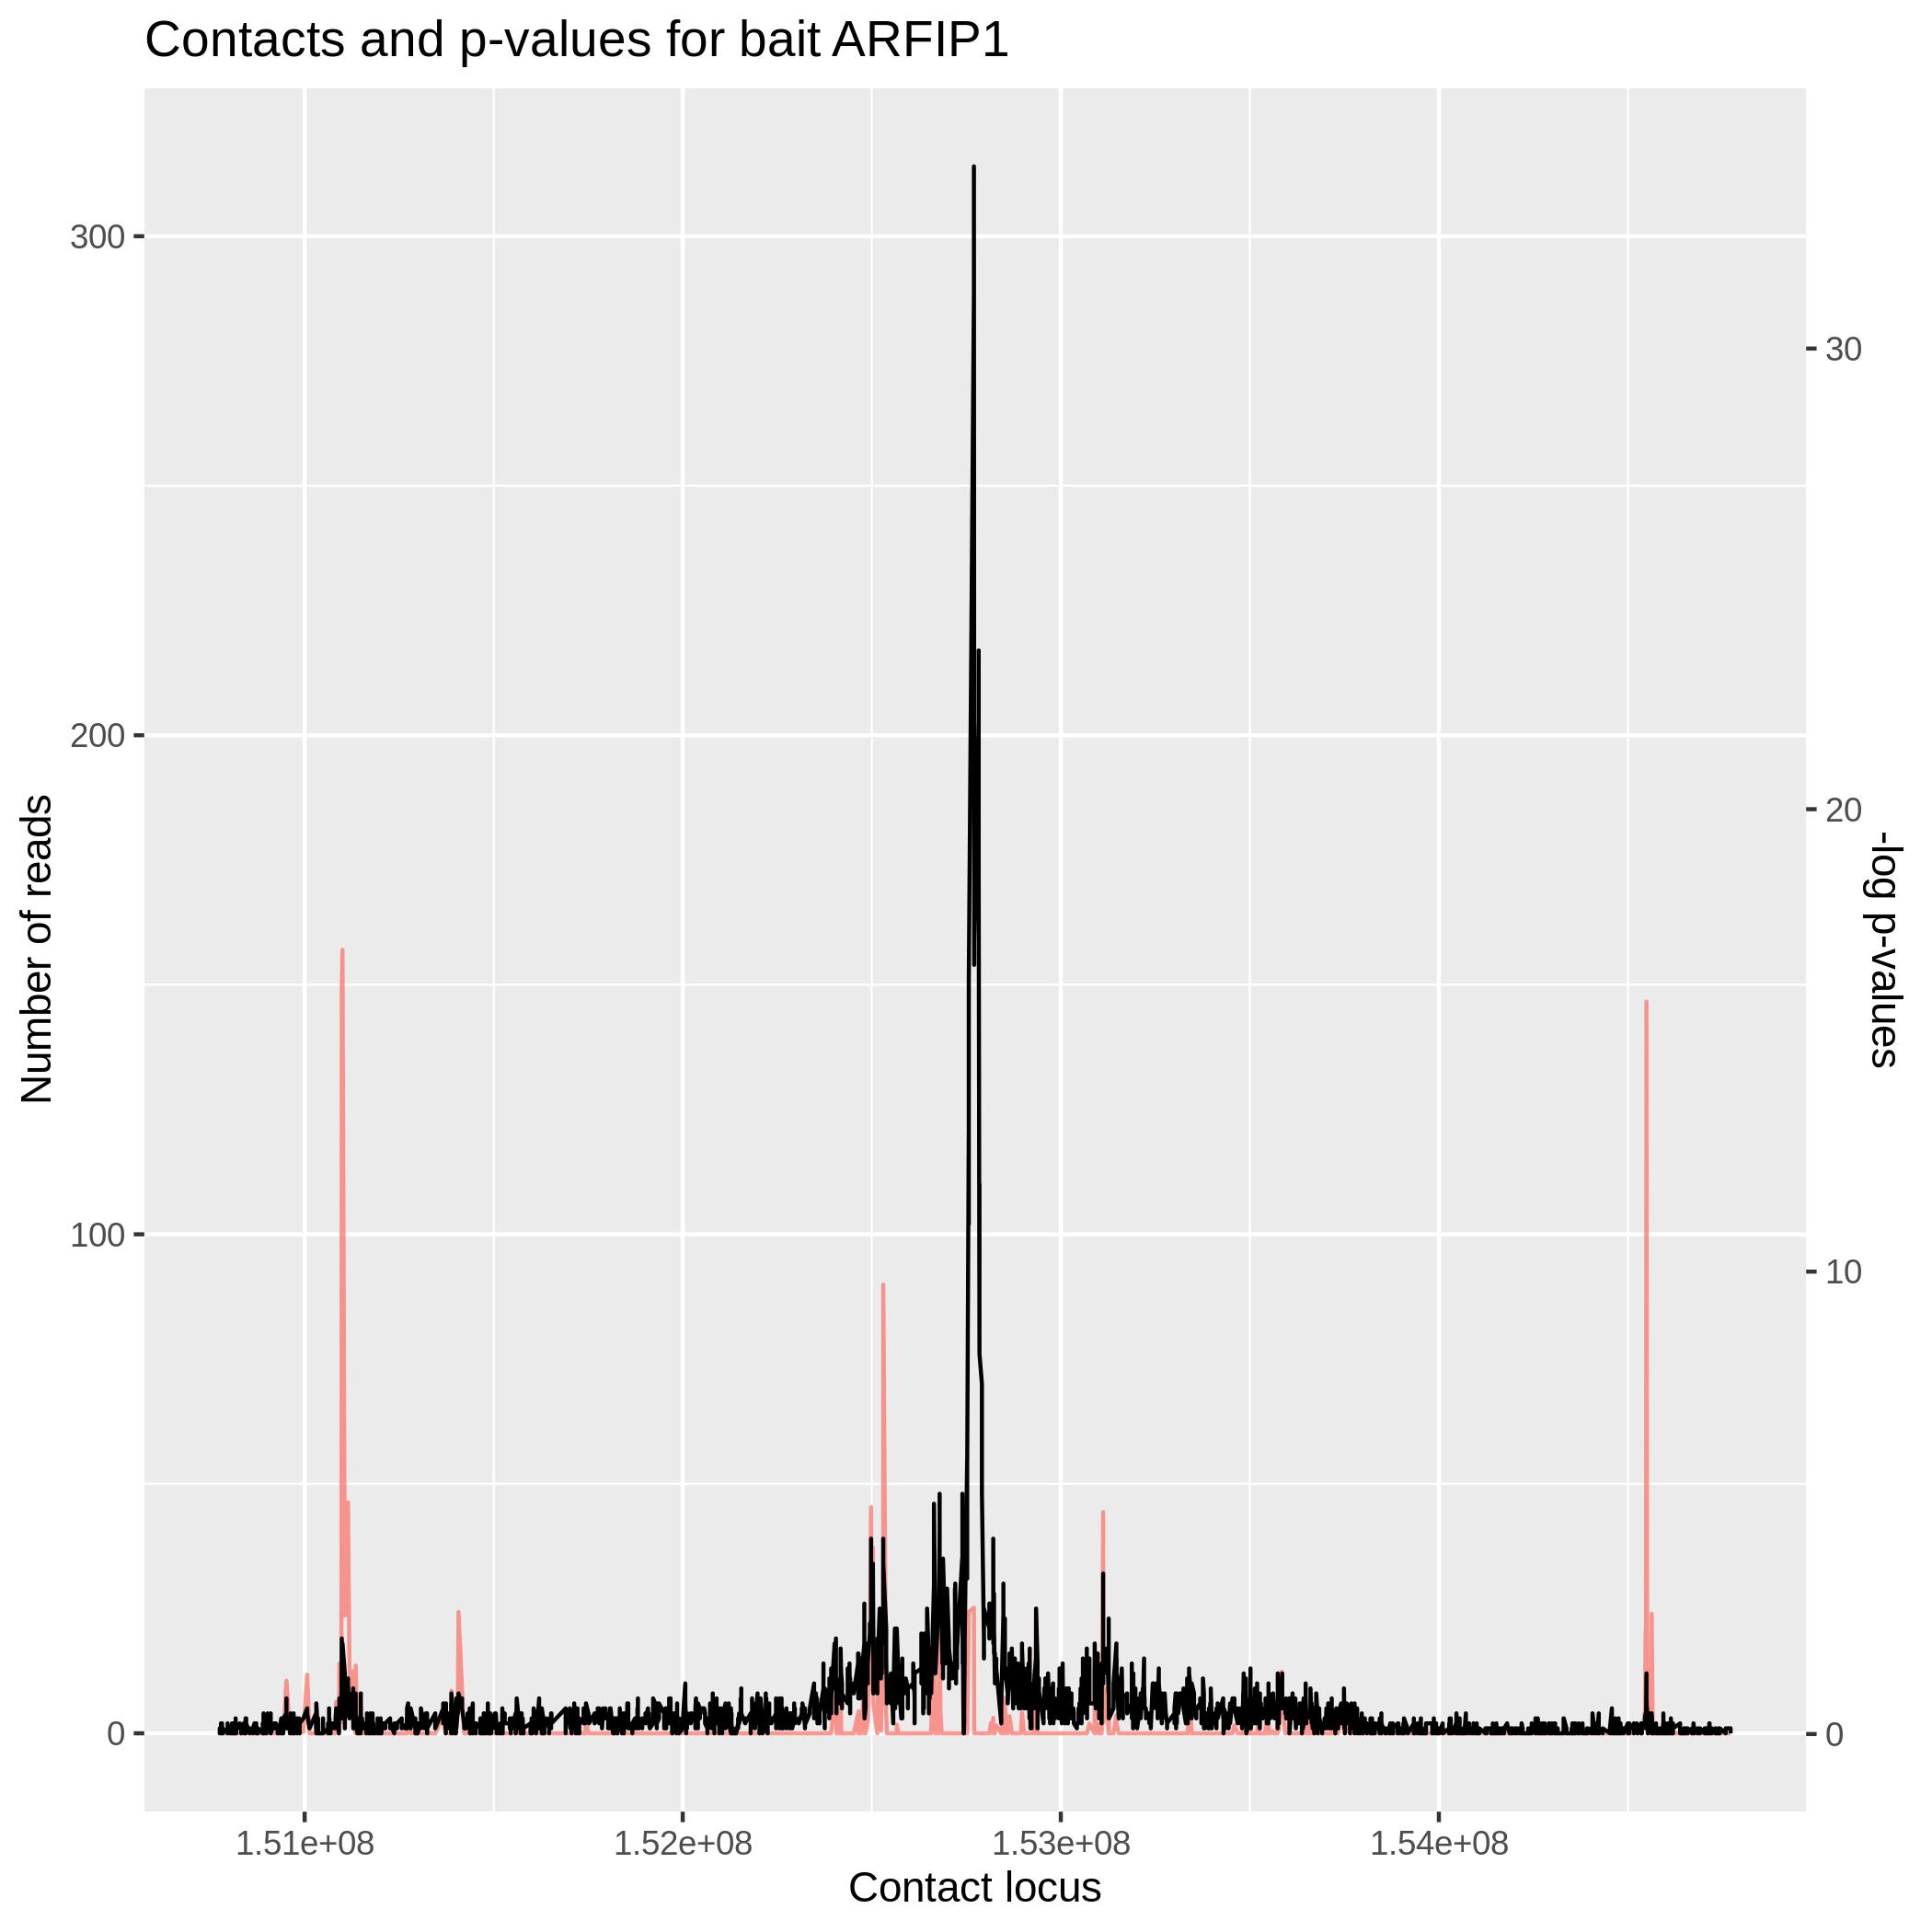 Contacts and p-values for bait ARFIP1
Number of reads
300
200
100
0
30
20
10
0
-log p-values
1.51e+08 1.52e+08 1.53e+08 1.54e+08
Contact locus